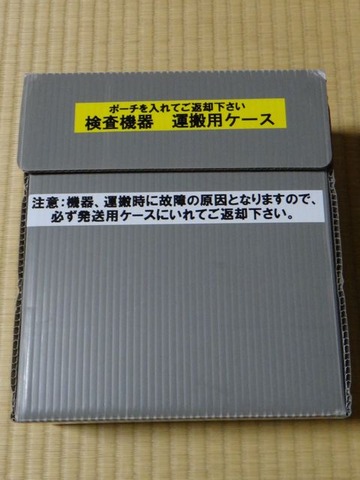 ポーチを入れてご返却下さい
検査機器　運搬用ケース
注意：機器、運搬時に故障の原因となりますので、
必ず発送用ケースにいれてご返却下さい。